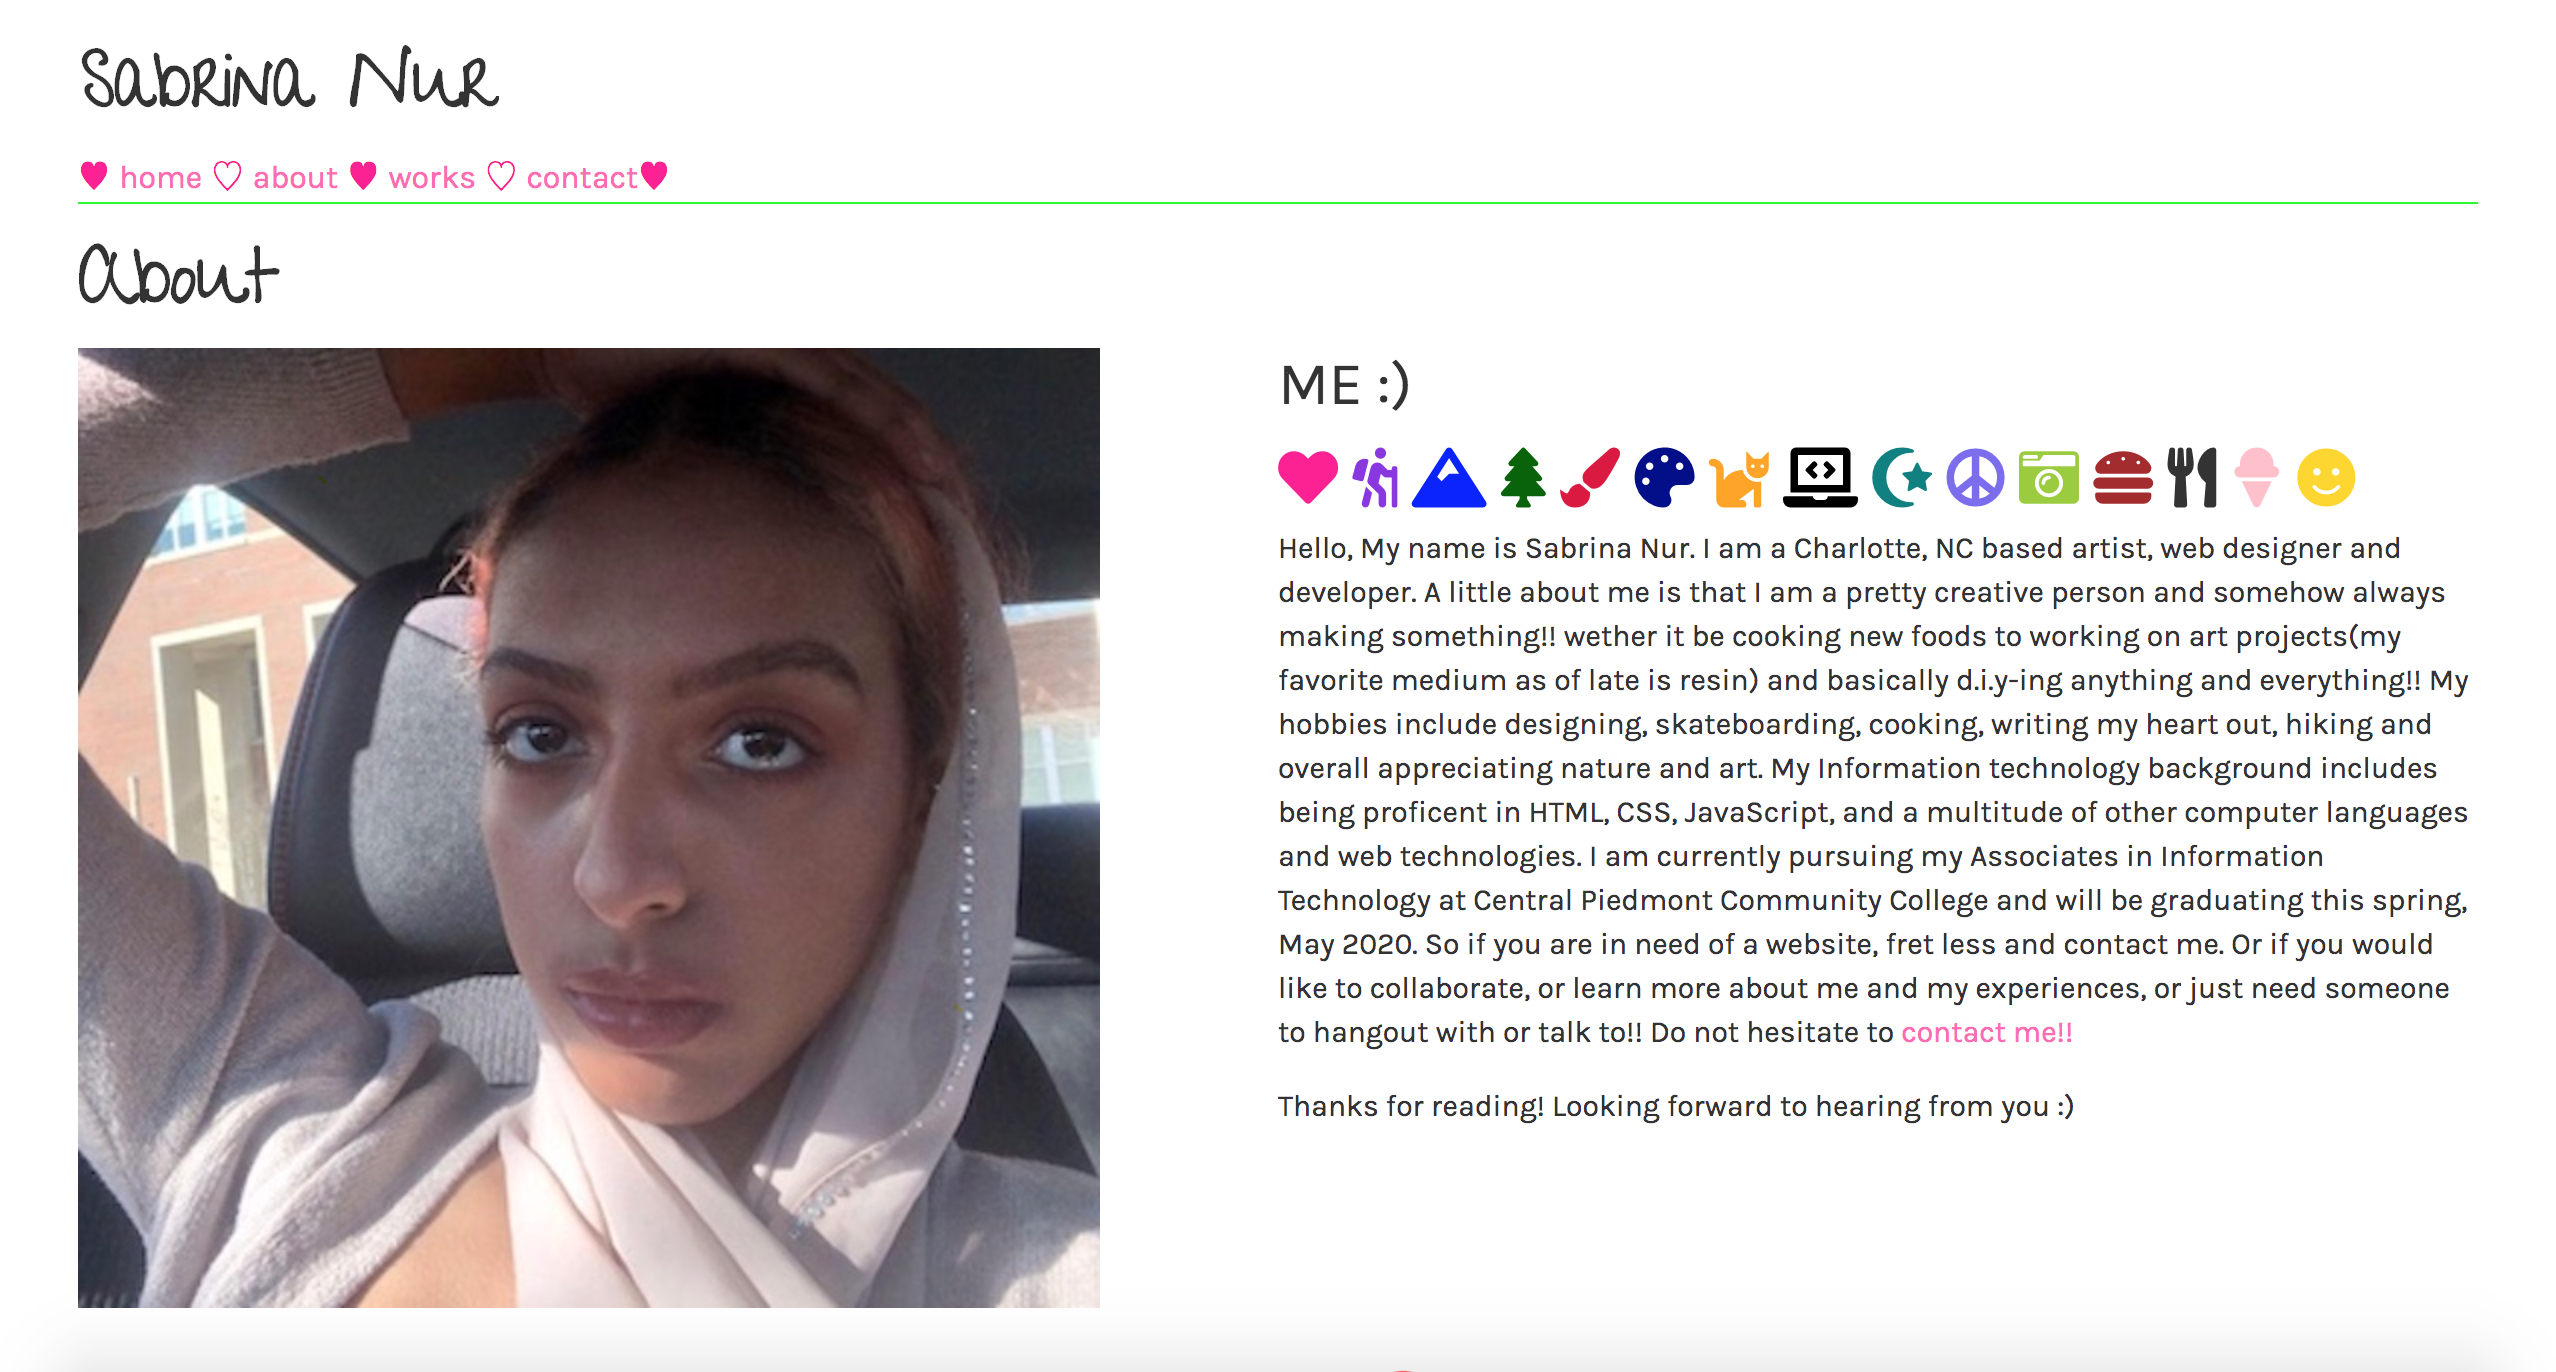 Sabrina Nur
♥ home ♡ about ♥ works ♡ contact♥
About
ME :)
Hello, My name is Sabrina Nur. I am a Charlotte, NC based artist, web designer and
developer. A little about me is that I am a pretty creative person and somehow always
making something!! wether it be cooking new foods to working on art projects(my
favorite medium as of late is resin) and basically d.i.y-ing anything and everything!! My
hobbies include designing, skateboarding, cooking, writing my heart out, hiking and
overall appreciating nature and art. My Information technology background includes
being proficent in HTML, CSS, JavaScript, and a multitude of other computer languages
and web technologies. I am currently pursuing my Associates in Information
Technology at Central Piedmont Community College and will be graduating this spring,
May 2020. So if you are in need of a website, fret less and contact me. Or if you would
like to collaborate, or learn more about me and my experiences, or just need someone
to hangout with or talk to!! Do not hesitate to contact me!!
Thanks for reading! Looking forward to hearing from you :)